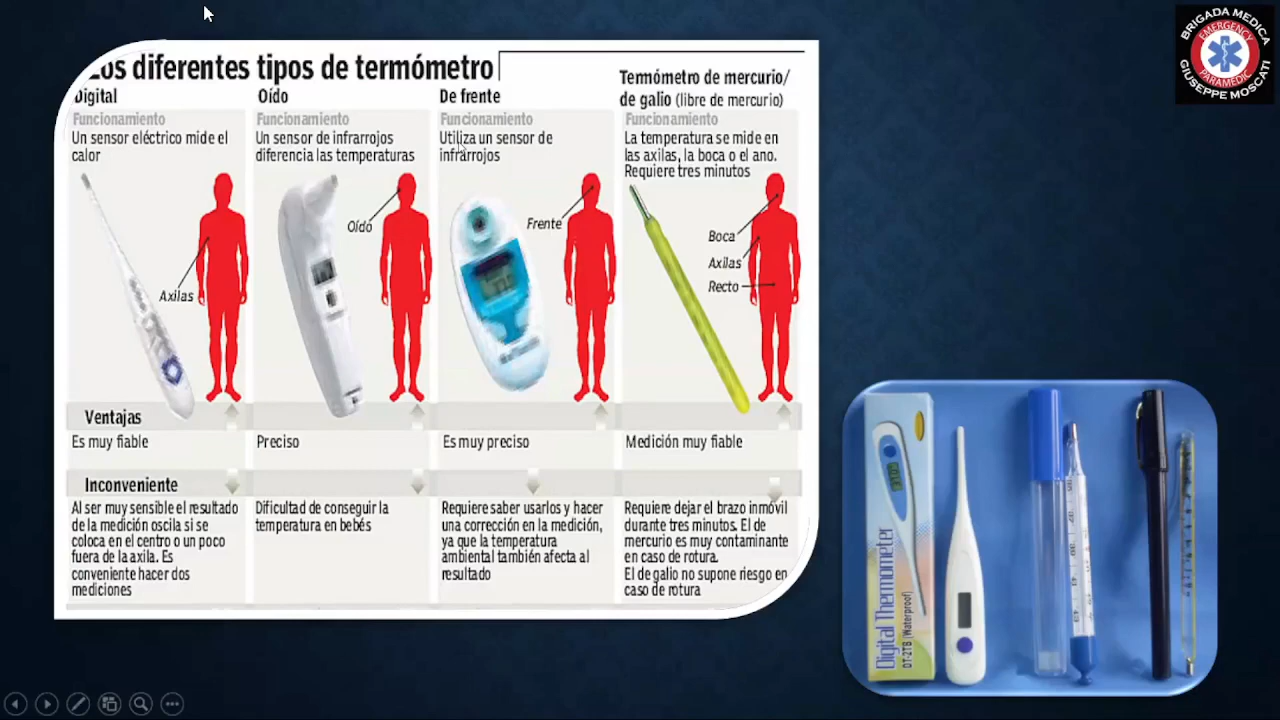 Los diferentes tipos de termómetro
Digital
Funcionamiento
Un sensor eléctrico mide el
calor
Axilas
Ventajas
Es muy fiable
Inconveniente
Al ser muy sensible el resultado
de la medición oscila si se
coloca en el centro o un poco
fuera de la axila. Es
conveniente hacer dos
mediciones
Oído
Funcionamiento
Un sensor de infrarrojos
diferencia las temperaturas
Oído
Preciso
Dificultad de conseguir la
temperatura en bebés
De frente
Funcionamiento
Utiliza un sensor de
infrarrojos
Frente
Es muy preciso
Requiere saber usarlos y hacer
una corrección en la medición,
ya que la temperatura
ambiental también afecta al
resultado
Termómetro de mercurio/
de galio (libre de mercurio)
Funcionamiento
La temperatura se mide en
las axilas, la boca o el ano.
Requiere tres minutos
Boca
Axilas
Recto
Medición muy fiable
Requiere dejar el brazo inmóvil
durante tres minutos. El de
mercurio es muy contaminante
en caso de rotura.
El de galio no supone riesgo en
caso de rotura
BRIGADA MEDICA
EMERGENCY
PARAMEDIC
GIUSEPPE MOSCATI
Digital Thermometer
DT-2TB (Waterproof)